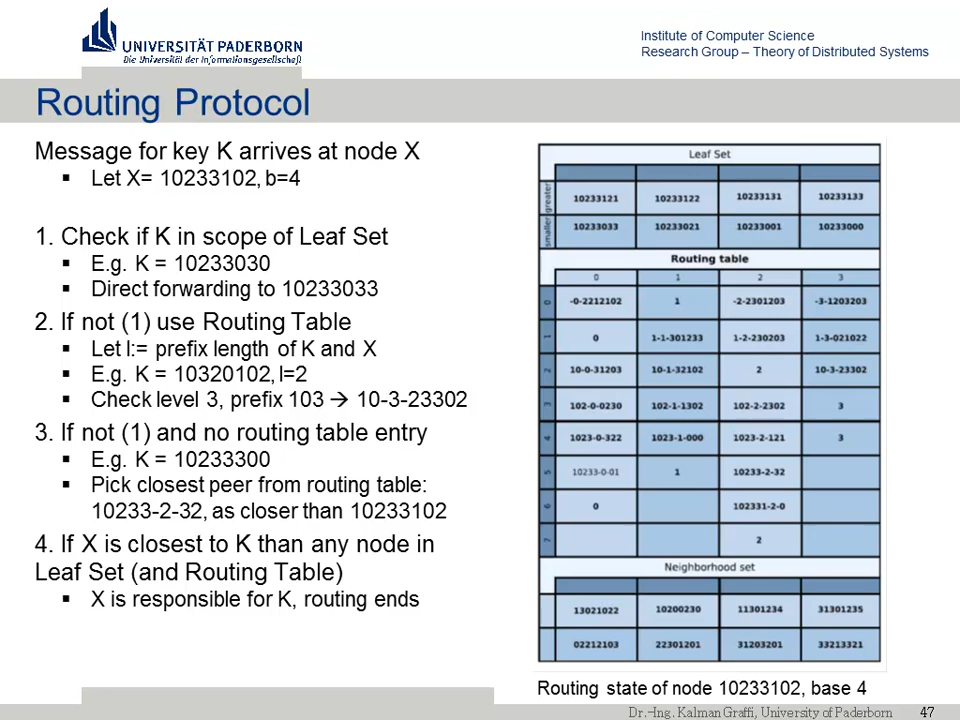 UNIVERSITÄT PADERBORN
Die Universität der Informationsgesellschaft
Institute of Computer Science
Research Group – Theory of Distributed Systems
Routing Protocol
Message for key K arrives at node X
▪ Let X= 10233102, b=4
1. Check if K in scope of Leaf Set
▪ E.g. K = 10233030
▪ Direct forwarding to 10233033
2. If not (1) use Routing Table
▪ Let l:= prefix length of K and X
▪ E.g. K = 10320102, l=2
▪ Check level 3, prefix 103 → 10-3-23302
3. If not (1) and no routing table entry
▪ E.g. K = 10233300
▪ Pick closest peer from routing table:
10233-2-32, as closer than 10233102
4. If X is closest to K than any node in
Leaf Set (and Routing Table)
▪ X is responsible for K, routing ends
Leaf Set
greater 10233121 10233122 10233131 10233133
smaller 10233033 10233021 10233001 10233000
Routing table
0 1 2 3
0 -0-2212102 1 -2-2301203 -3-1203203
1 0 1-1-301233 1-2-230203 1-3-021022
2 10-0-31203 10-1-32102 2 10-3-23302
3 102-0-0230 102-1-1302 102-2-2302 3
4 1023-0-322 1023-1-000 1023-2-121 3
5 10233-0-01 1 10233-2-32
6 0 102331-2-0
7 2
Neighborhood set
13021022 10200230 11301234 31301235
02212103 22301201 31203201 33213321
Routing state of node 10233102, base 4
Dr.-Ing. Kalman Graffi, University of Paderborn 47